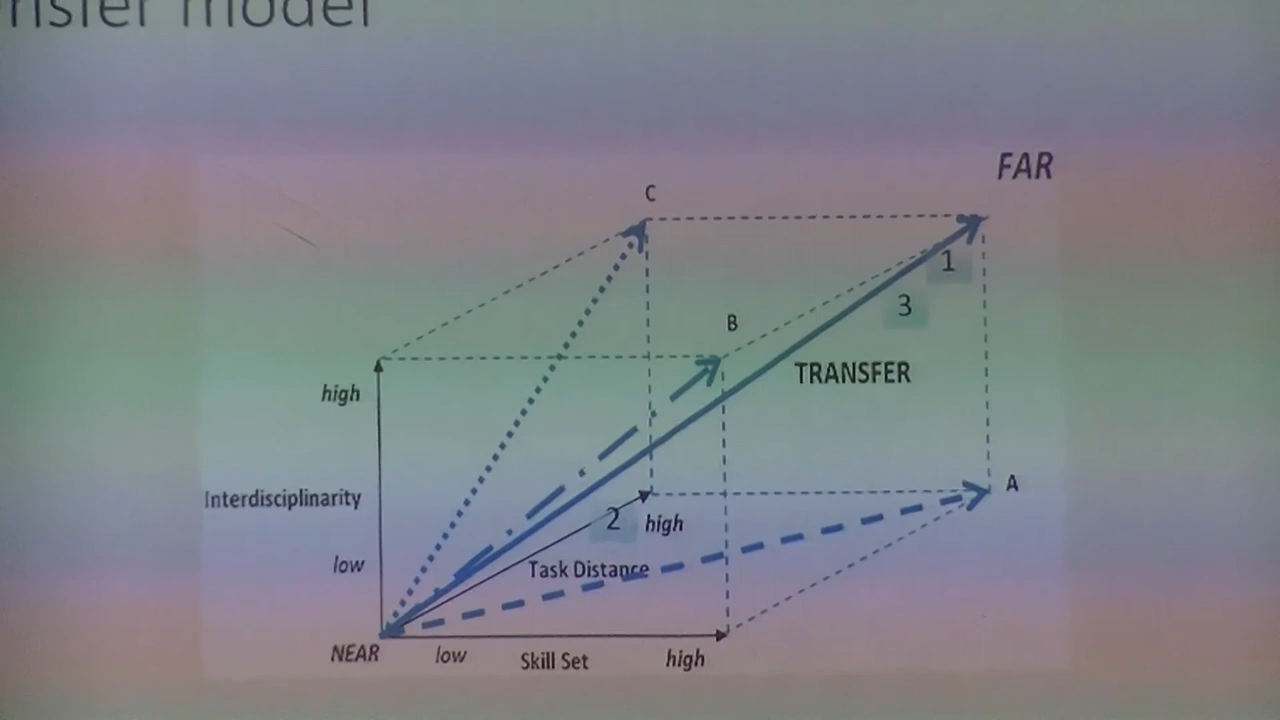 nsfer model
FAR
C
1
3
B
TRANSFER
high
Interdisciplinarity
A
2
high
low
Task Distance
NEAR
low
Skill Set
high